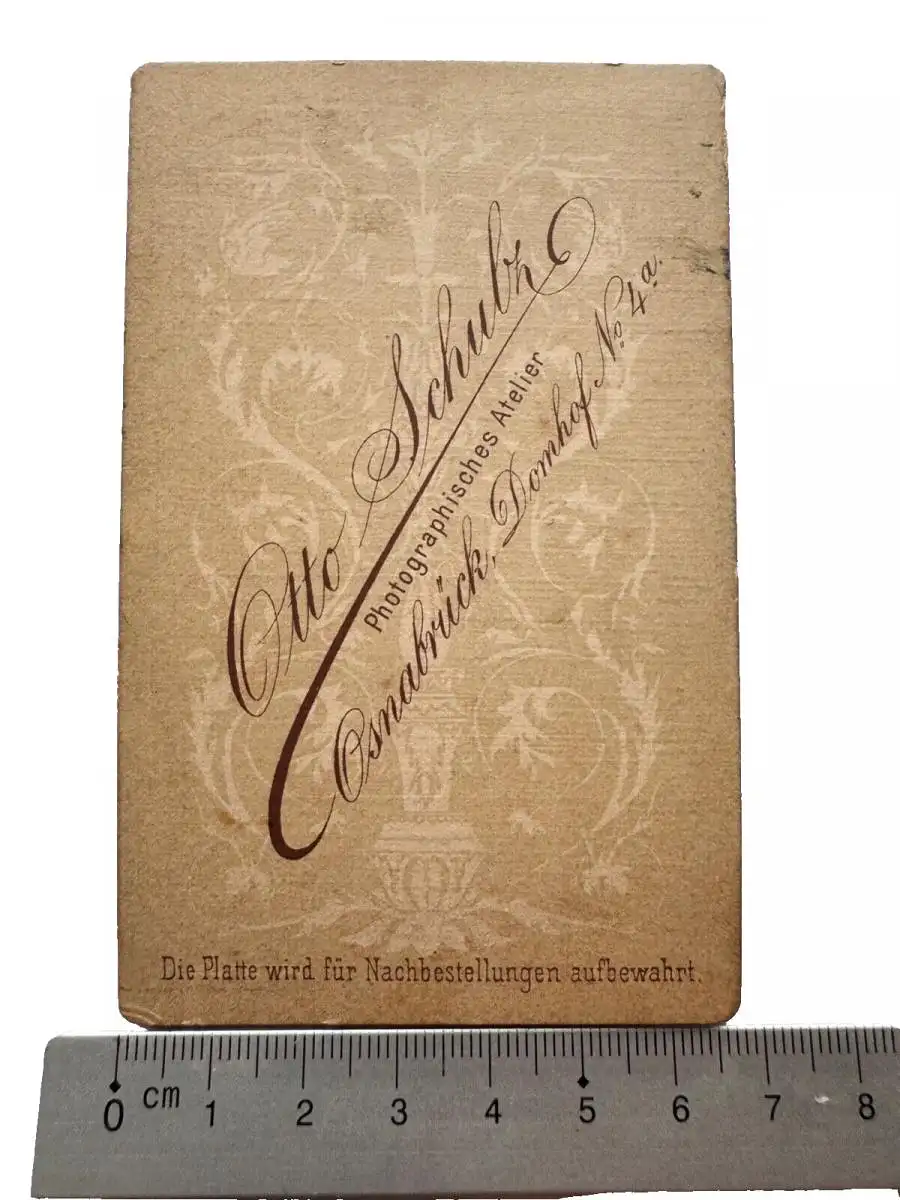 Otto Schulz
Photographisches Atelier
Osnabrück, Domhof No. 4a.
Die Platte wird für Nachbestellungen aufbewahrt.
0 cm 1 2 3 4 5 6 7 8